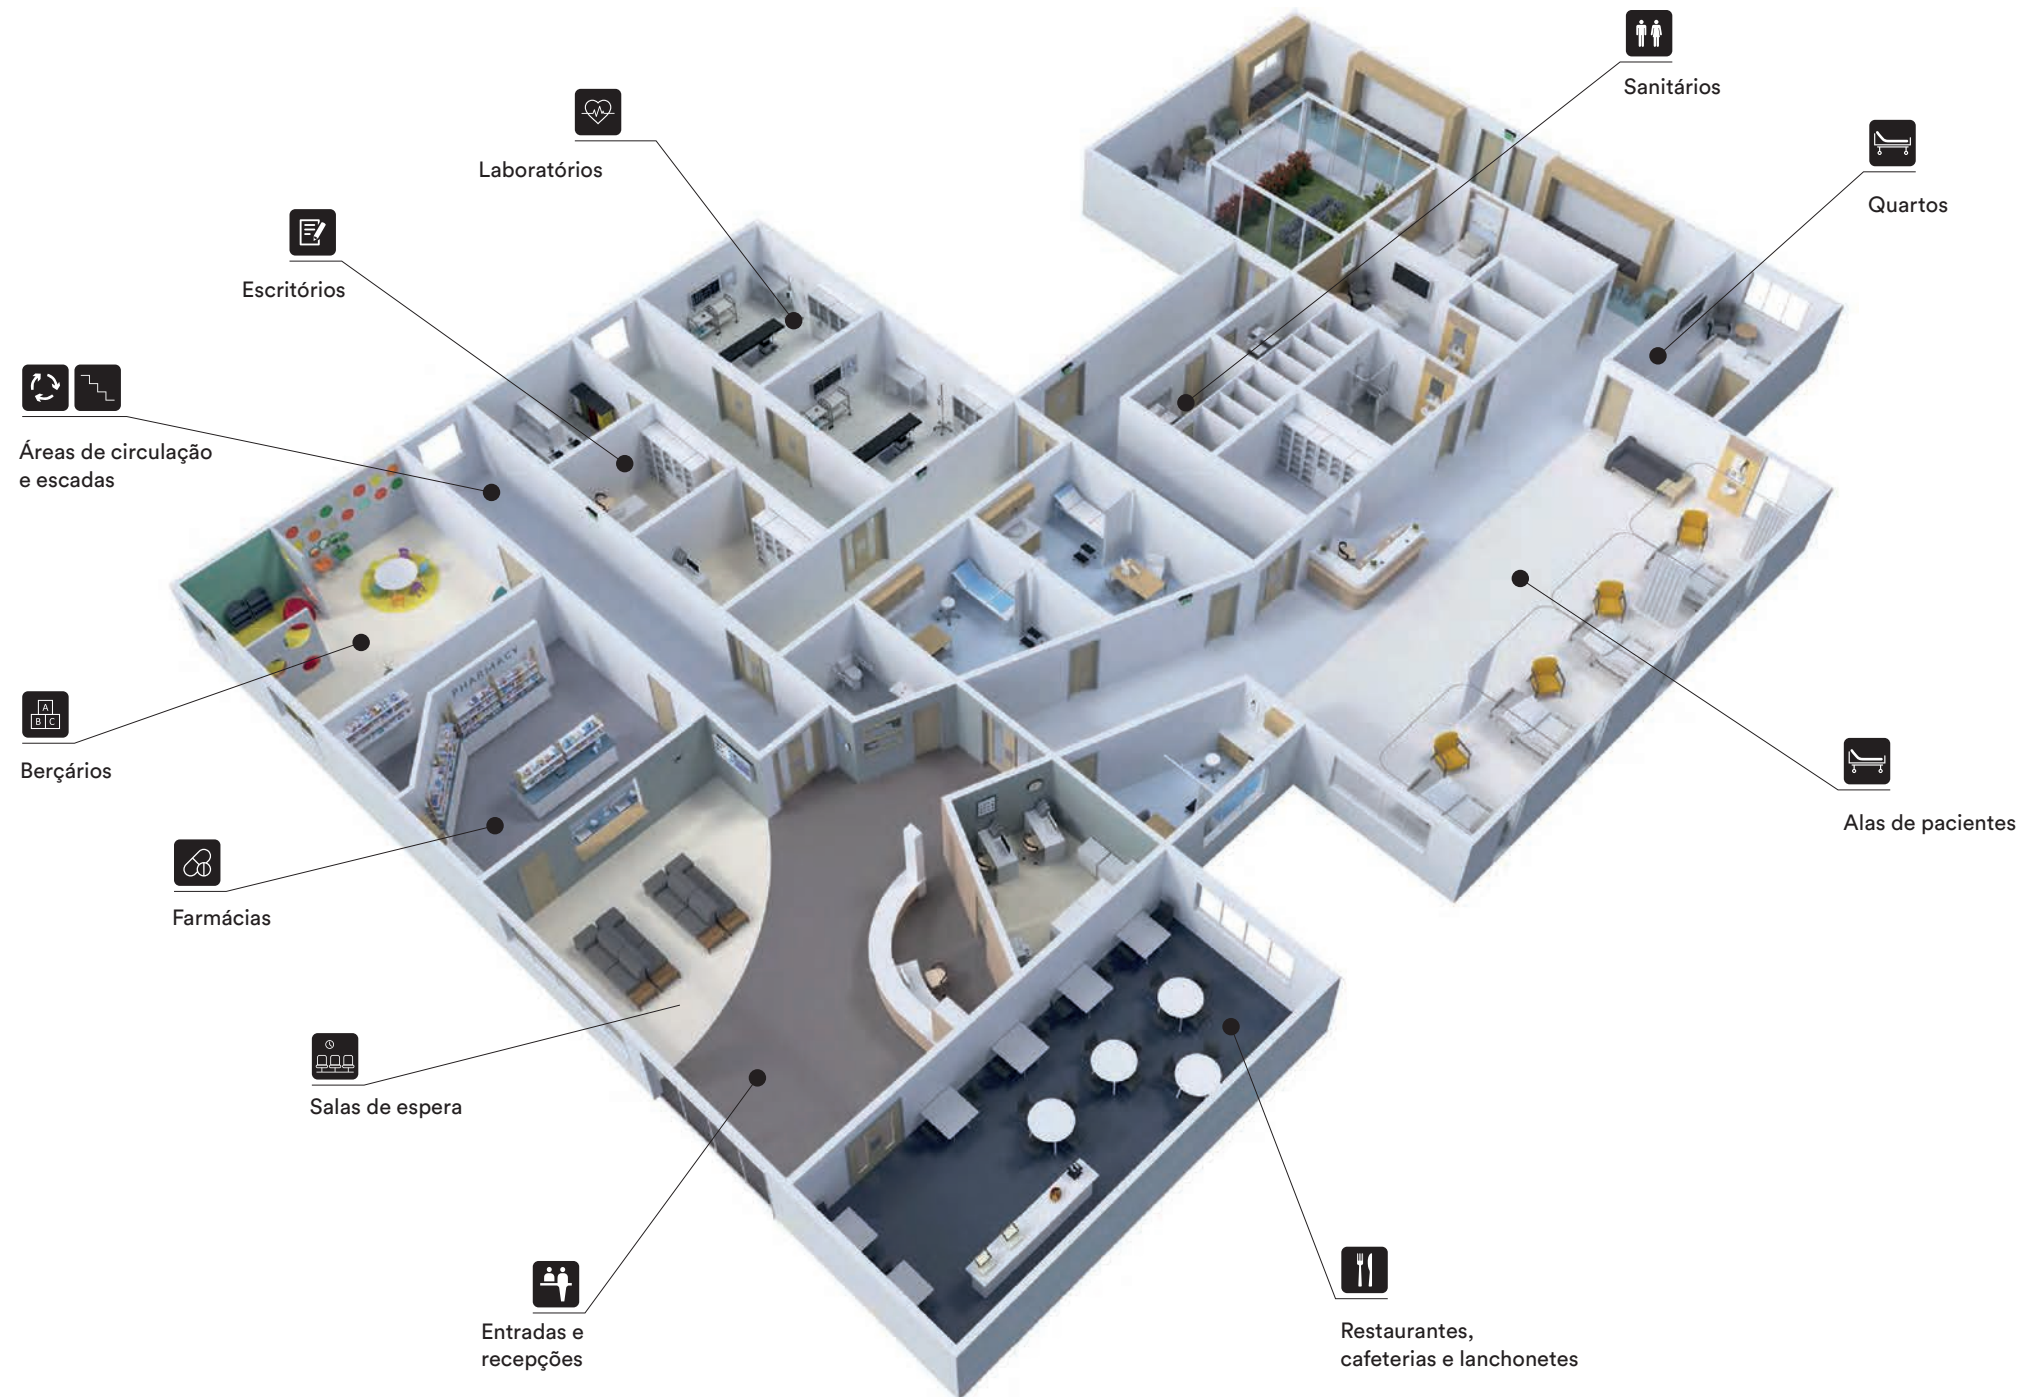 Sanitários
Laboratórios
Quartos
Escritórios
Áreas de circulação
e escadas
PHARMACY
A
B C
Berçários
Alas de pacientes
Farmácias
Salas de espera
Entradas e
recepções
Restaurantes,
cafeterias e lanchonetes